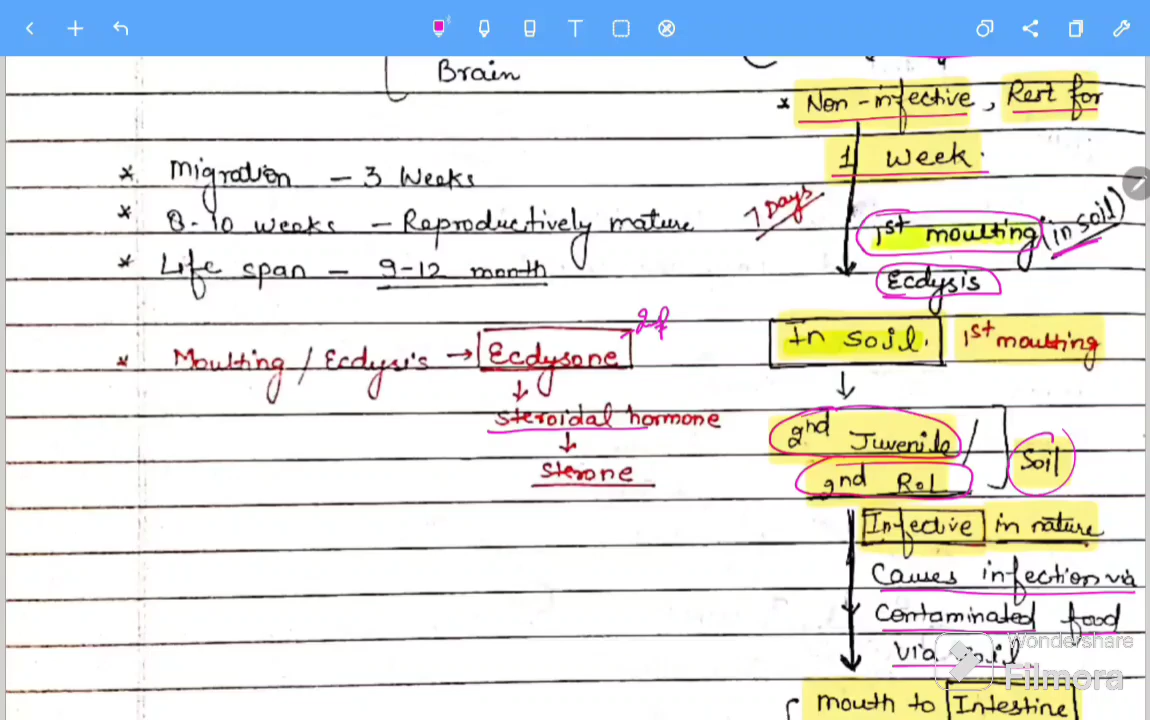 Brain
* Migration - 3 Weeks
* 8-10 weeks - Reproductively mature
* Life span - 9-12 month
* Moulting / Ecdysis → Ecdysone
↓
Steroidal hormone
↓
Sterone
* Non-infective, Rest for
1 Week.
7 Days
1st moulting (in soil)
Ecdysis
In soil. 1st moulting
↓
2nd Juvenile /
2nd RoL
Soil
Infective in nature
Causes infection via
Contaminated food
via soil
mouth to Intestine
Wondershare
Filmora